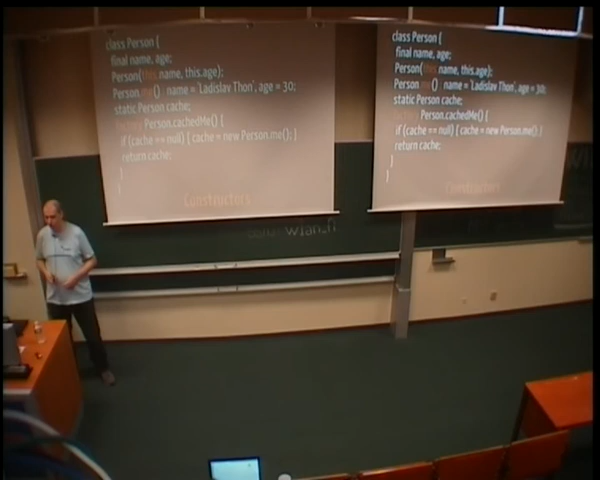 class Person {
final name, age;
Person(this.name, this.age);
Person.me() : name = 'Ladislav Thon', age = 30;
static Person cache;
factory Person.cachedMe() {
if (cache == null) { cache = new Person.me(); }
return cache;
}
}
Constructors
class Person {
final name, age;
Person(this.name, this.age);
Person.me() : name = 'Ladislav Thon', age = 30;
static Person cache;
factory Person.cachedMe() {
if (cache == null) { cache = new Person.me(); }
return cache;
}
}
Constructors
wlan_fi